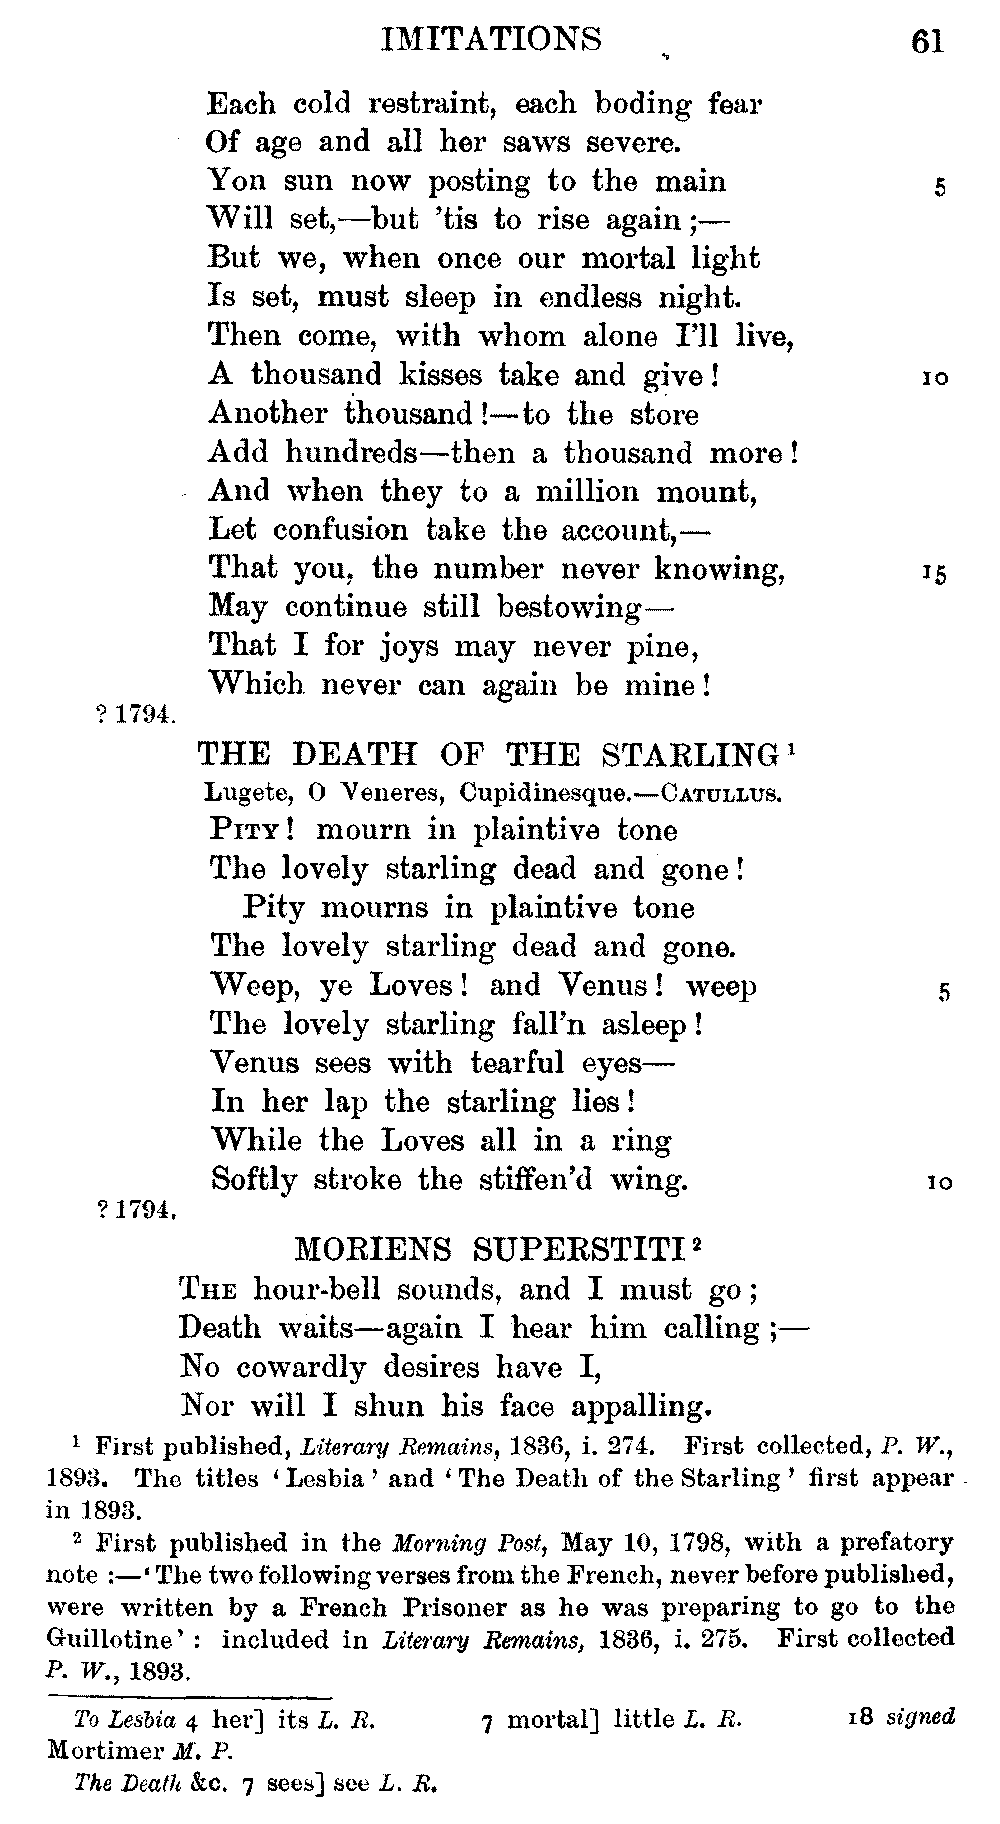 IMITATIONS 61
Each cold restraint, each boding fear
Of age and all her saws severe.
Yon sun now posting to the main 5
Will set,—but 'tis to rise again;—
But we, when once our mortal light
Is set, must sleep in endless night.
Then come, with whom alone I'll live,
A thousand kisses take and give! 10
Another thousand!—to the store
Add hundreds—then a thousand more!
And when they to a million mount,
Let confusion take the account,—
That you, the number never knowing, 15
May continue still bestowing—
That I for joys may never pine,
Which never can again be mine!
? 1794.
THE DEATH OF THE STARLING ¹
Lugete, O Veneres, Cupidinesque.—CATULLUS.
PITY! mourn in plaintive tone
The lovely starling dead and gone!
Pity mourns in plaintive tone
The lovely starling dead and gone.
Weep, ye Loves! and Venus! weep 5
The lovely starling fall'n asleep!
Venus sees with tearful eyes—
In her lap the starling lies!
While the Loves all in a ring
Softly stroke the stiffen'd wing. 10
? 1794.
MORIENS SUPERSTITI ²
THE hour-bell sounds, and I must go;
Death waits—again I hear him calling;—
No cowardly desires have I,
Nor will I shun his face appalling.
¹ First published, Literary Remains, 1836, i. 274. First collected, P. W.,
1893. The titles 'Lesbia' and 'The Death of the Starling' first appear
in 1893.
² First published in the Morning Post, May 10, 1798, with a prefatory
note:—'The two following verses from the French, never before published,
were written by a French Prisoner as he was preparing to go to the
Guillotine': included in Literary Remains, 1836, i. 275. First collected
P. W., 1893.
To Lesbia 4 her] its L. R. 7 mortal] little L. R. 18 signed
Mortimer M. P.
The Death &c. 7 sees] see L. R.